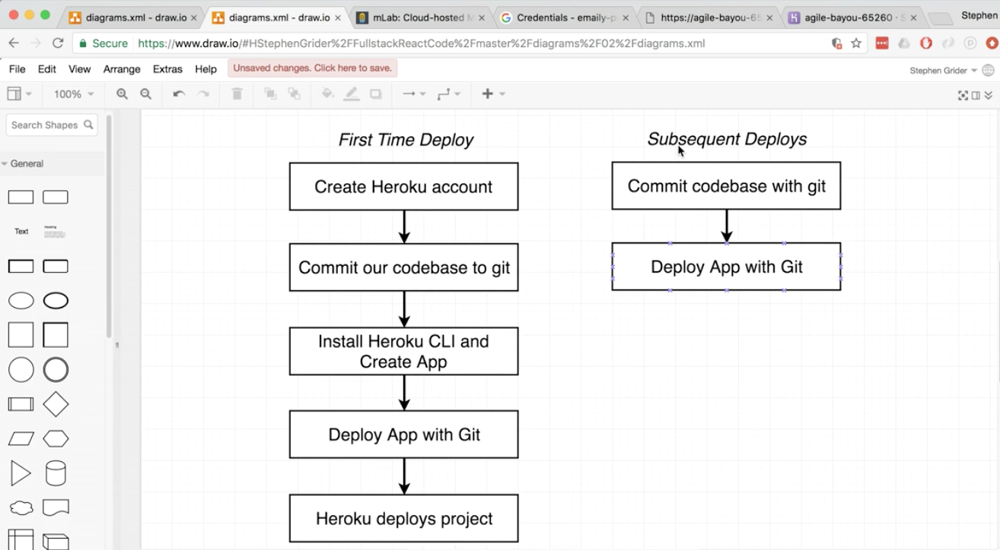 diagrams.xml - draw.io
diagrams.xml - draw.io
mLab: Cloud-hosted M
Credentials - emaily-p
https://agile-bayou-65
agile-bayou-65260 · S
Stephen
Secure https://www.draw.io/#HStephenGrider%2FFullstackReactCode%2Fmaster%2Fdiagrams%2F02%2Fdiagrams.xml
File Edit View Arrange Extras Help Unsaved changes. Click here to save.
Stephen Grider
100%
Search Shapes
General
Text
Heading
First Time Deploy
Create Heroku account
Commit our codebase to git
Install Heroku CLI and
Create App
Deploy App with Git
Heroku deploys project
Subsequent Deploys
Commit codebase with git
Deploy App with Git